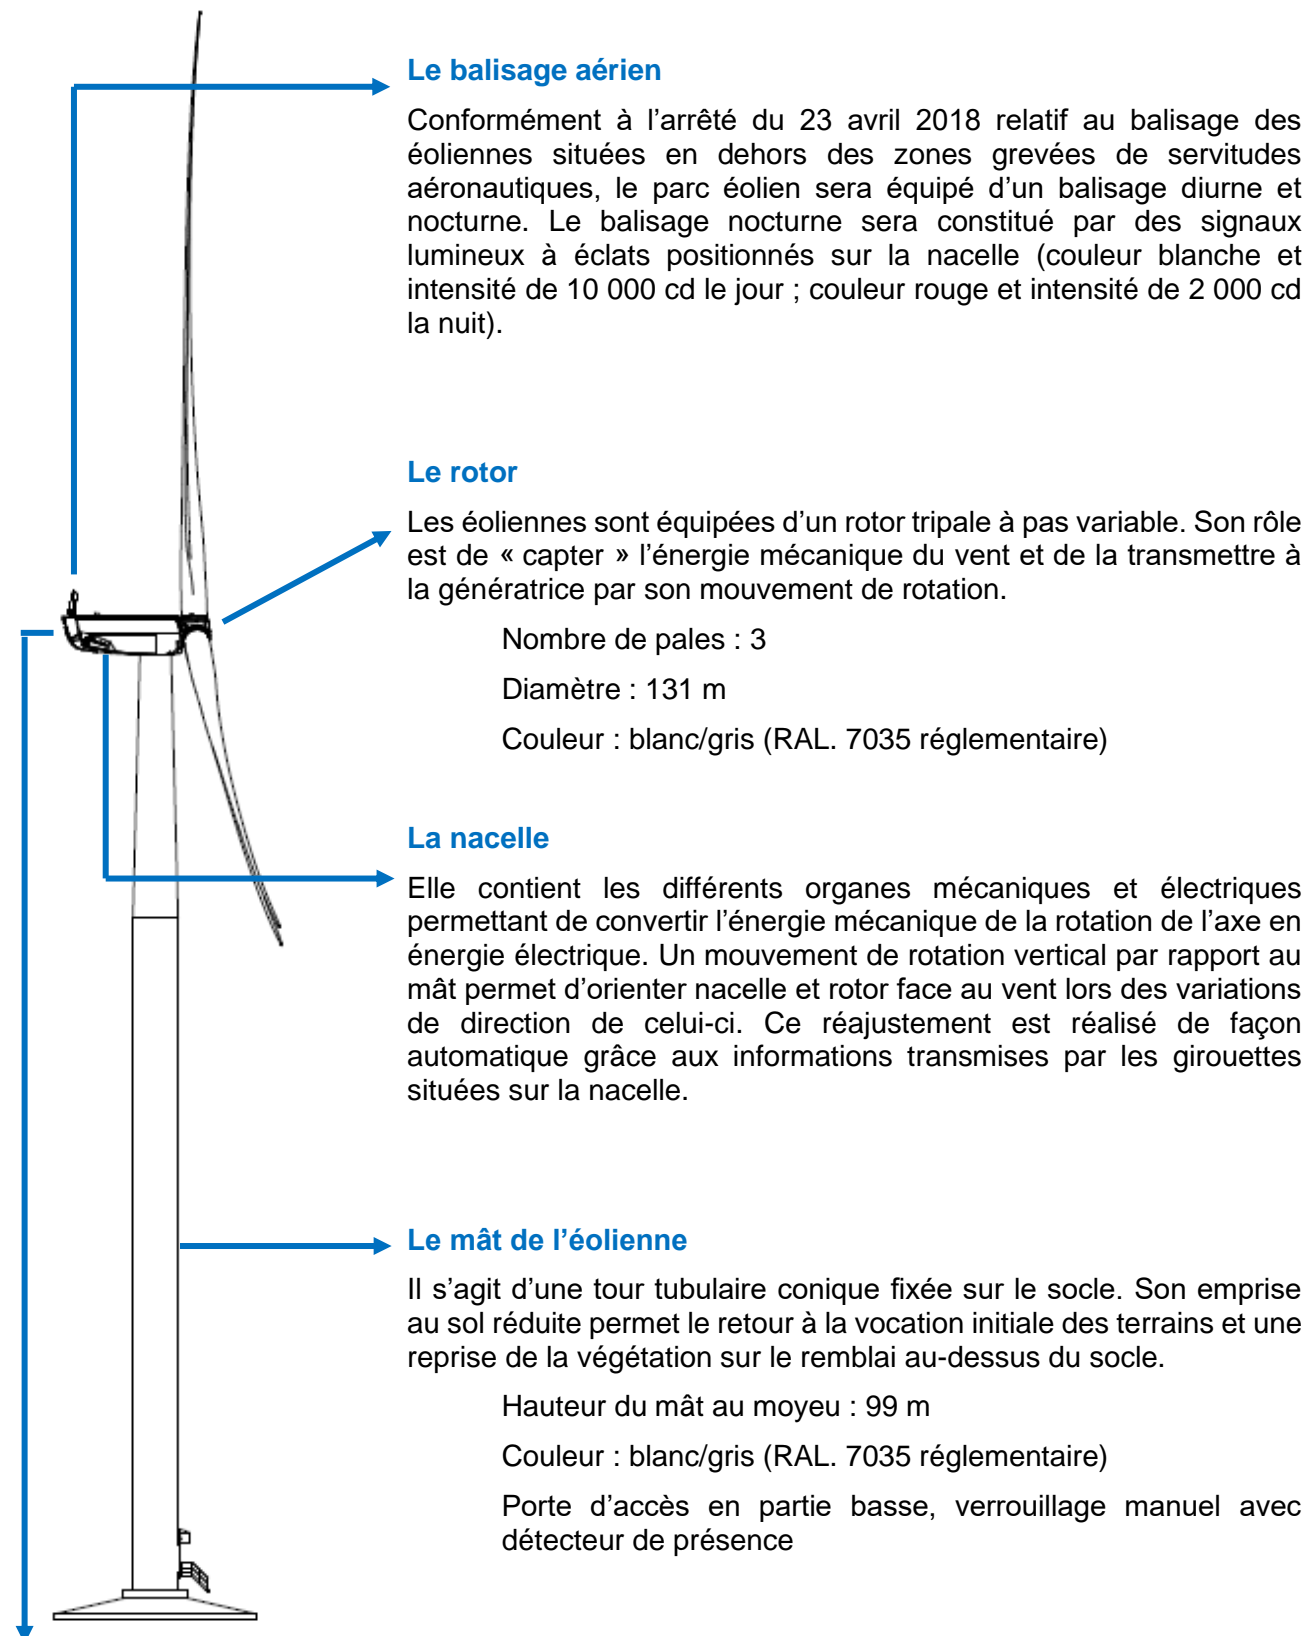 Le balisage aérien
Conformément à l’arrêté du 23 avril 2018 relatif au balisage des
éoliennes situées en dehors des zones grevées de servitudes
aéronautiques, le parc éolien sera équipé d’un balisage diurne et
nocturne. Le balisage nocturne sera constitué par des signaux
lumineux à éclats positionnés sur la nacelle (couleur blanche et
intensité de 10 000 cd le jour ; couleur rouge et intensité de 2 000 cd
la nuit).
Le rotor
Les éoliennes sont équipées d’un rotor tripale à pas variable. Son rôle
est de « capter » l’énergie mécanique du vent et de la transmettre à
la génératrice par son mouvement de rotation.
Nombre de pales : 3
Diamètre : 131 m
Couleur : blanc/gris (RAL. 7035 réglementaire)
La nacelle
Elle contient les différents organes mécaniques et électriques
permettant de convertir l’énergie mécanique de la rotation de l’axe en
énergie électrique. Un mouvement de rotation vertical par rapport au
mât permet d’orienter nacelle et rotor face au vent lors des variations
de direction de celui-ci. Ce réajustement est réalisé de façon
automatique grâce aux informations transmises par les girouettes
situées sur la nacelle.
Le mât de l’éolienne
Il s’agit d’une tour tubulaire conique fixée sur le socle. Son emprise
au sol réduite permet le retour à la vocation initiale des terrains et une
reprise de la végétation sur le remblai au-dessus du socle.
Hauteur du mât au moyeu : 99 m
Couleur : blanc/gris (RAL. 7035 réglementaire)
Porte d’accès en partie basse, verrouillage manuel avec
détecteur de présence